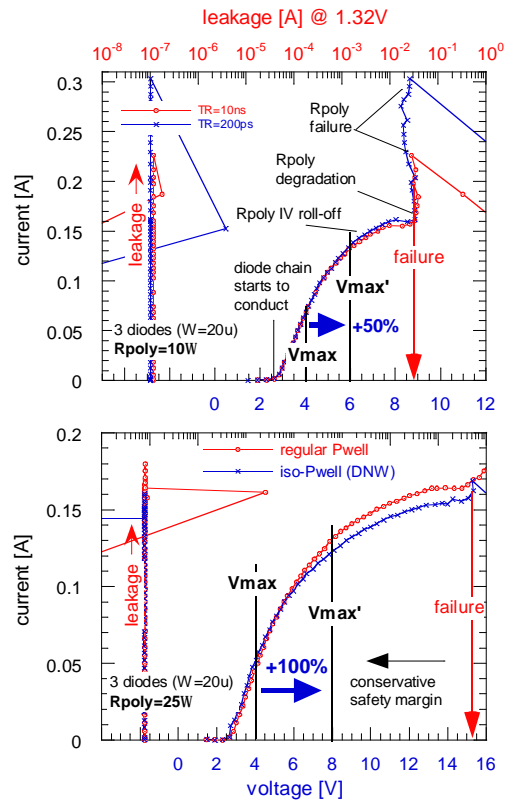 leakage [A] @ 1.32V
10-8 10-7 10-6 10-5 10-4 10-3 10-2 10-1 100
0.3
0.25
0.2
0.15
0.1
0.05
0
current [A]
TR=10ns
TR=200ps
leakage
Rpoly
failure
Rpoly
degradation
Rpoly IV roll-off
failure
diode chain
starts to
conduct
Vmax'
+50%
Vmax
3 diodes (W=20u)
Rpoly=10W
0 2 4 6 8 10 12
0.2
0.15
0.1
0.05
0
current [A]
regular Pwell
iso-Pwell (DNW)
leakage
Vmax
Vmax'
failure
+100%
conservative
safety margin
3 diodes (W=20u)
Rpoly=25W
0 2 4 6 8 10 12 14 16
voltage [V]